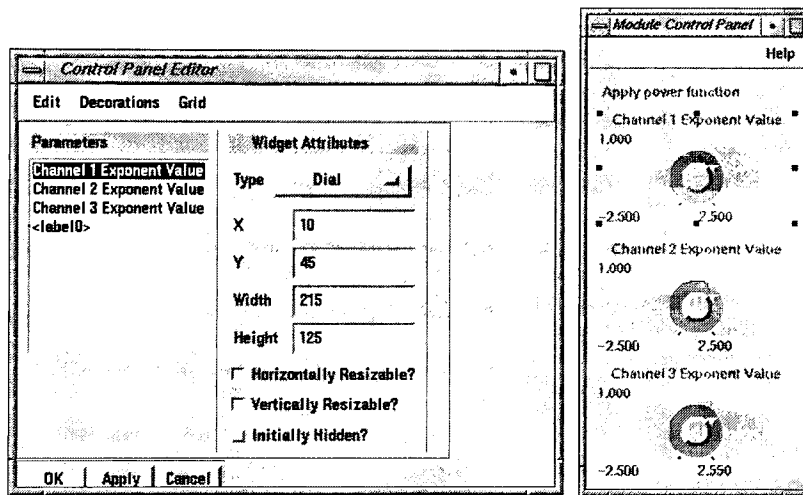 Control Panel Editor
Edit Decorations Grid
Parameters
Channel 1 Exponent Value
Channel 2 Exponent Value
Channel 3 Exponent Value
<label0>
Widget Attributes
Type Dial
X 10
Y 45
Width 215
Height 125
Horizontally Resizable?
Vertically Resizable?
Initially Hidden?
OK Apply Cancel
Module Control Panel
Help
Apply power function
Channel 1 Exponent Value
1.000
-2.500 2.500
Channel 2 Exponent Value
1.000
-2.500 2.500
Channel 3 Exponent Value
1.000
-2.500 2.550